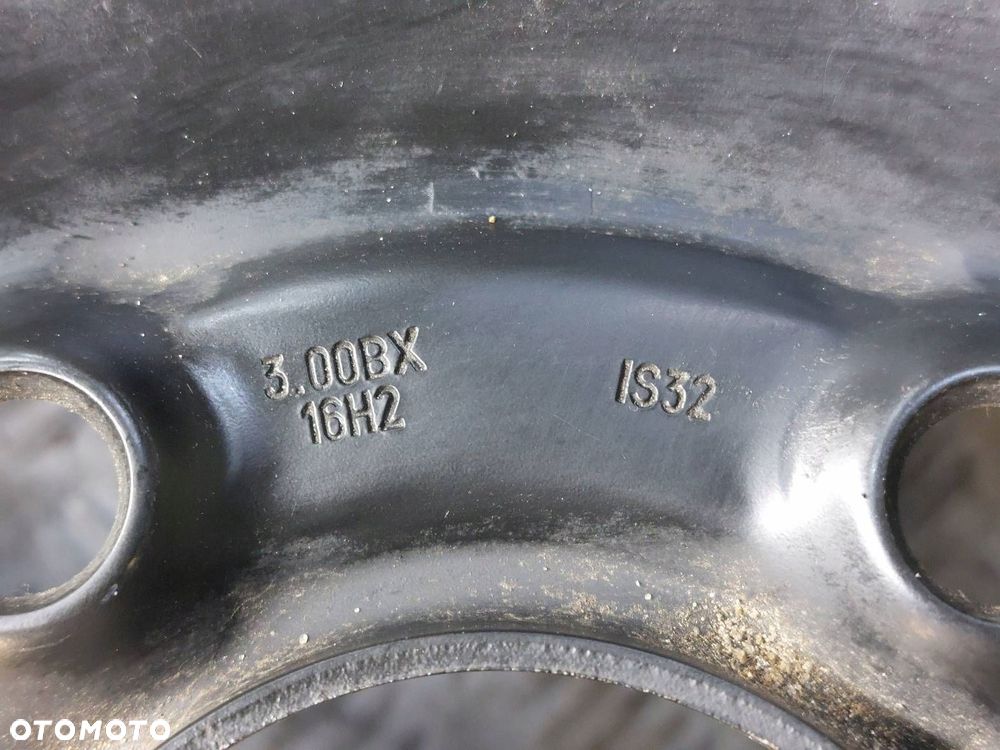 3.00BX
16H2
IS32
OTOMOTO